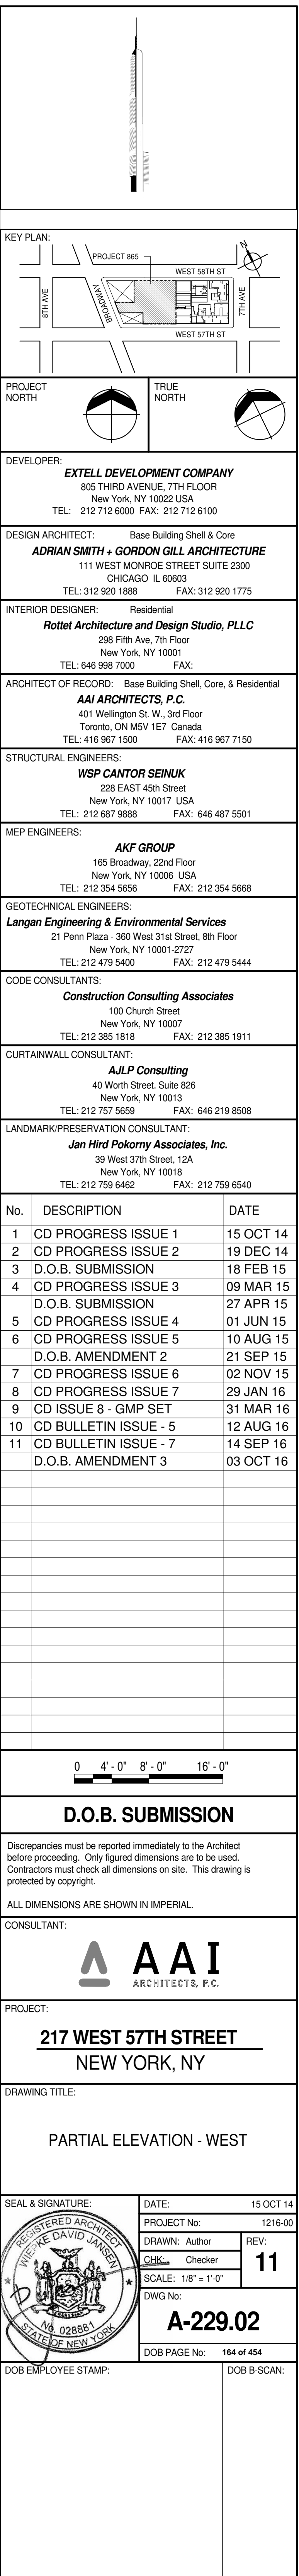 KEY PLAN:
PROJECT 865
WEST 58TH ST
N
8TH AVE
BROADWAY
7TH AVE
WEST 57TH ST
PROJECT
NORTH
TRUE
NORTH
DEVELOPER:
EXTELL DEVELOPMENT COMPANY
805 THIRD AVENUE, 7TH FLOOR
New York, NY 10022 USA
TEL: 212 712 6000 FAX: 212 712 6100
DESIGN ARCHITECT: Base Building Shell & Core
ADRIAN SMITH + GORDON GILL ARCHITECTURE
111 WEST MONROE STREET SUITE 2300
CHICAGO IL 60603
TEL: 312 920 1888 FAX: 312 920 1775
INTERIOR DESIGNER: Residential
Rottet Architecture and Design Studio, PLLC
298 Fifth Ave, 7th Floor
New York, NY 10001
TEL: 646 998 7000 FAX:
ARCHITECT OF RECORD: Base Building Shell, Core, & Residential
AAI ARCHITECTS, P.C.
401 Wellington St. W., 3rd Floor
Toronto, ON M5V 1E7 Canada
TEL: 416 967 1500 FAX: 416 967 7150
STRUCTURAL ENGINEERS:
WSP CANTOR SEINUK
228 EAST 45th Street
New York, NY 10017 USA
TEL: 212 687 9888 FAX: 646 487 5501
MEP ENGINEERS:
AKF GROUP
165 Broadway, 22nd Floor
New York, NY 10006 USA
TEL: 212 354 5656 FAX: 212 354 5668
GEOTECHNICAL ENGINEERS:
Langan Engineering & Environmental Services
21 Penn Plaza - 360 West 31st Street, 8th Floor
New York, NY 10001-2727
TEL: 212 479 5400 FAX: 212 479 5444
CODE CONSULTANTS:
Construction Consulting Associates
100 Church Street
New York, NY 10007
TEL: 212 385 1818 FAX: 212 385 1911
CURTAINWALL CONSULTANT:
AJLP Consulting
40 Worth Street. Suite 826
New York, NY 10013
TEL: 212 757 5659 FAX: 646 219 8508
LANDMARK/PRESERVATION CONSULTANT:
Jan Hird Pokorny Associates, Inc.
39 West 37th Street, 12A
New York, NY 10018
TEL: 212 759 6462 FAX: 212 759 6540
No. DESCRIPTION DATE
1 CD PROGRESS ISSUE 1 15 OCT 14
2 CD PROGRESS ISSUE 2 19 DEC 14
3 D.O.B. SUBMISSION 18 FEB 15
4 CD PROGRESS ISSUE 3 09 MAR 15
D.O.B. SUBMISSION 27 APR 15
5 CD PROGRESS ISSUE 4 01 JUN 15
6 CD PROGRESS ISSUE 5 10 AUG 15
D.O.B. AMENDMENT 2 21 SEP 15
7 CD PROGRESS ISSUE 6 02 NOV 15
8 CD PROGRESS ISSUE 7 29 JAN 16
9 CD ISSUE 8 - GMP SET 31 MAR 16
10 CD BULLETIN ISSUE - 5 12 AUG 16
11 CD BULLETIN ISSUE - 7 14 SEP 16
D.O.B. AMENDMENT 3 03 OCT 16
0 4' - 0" 8' - 0" 16' - 0"
D.O.B. SUBMISSION
Discrepancies must be reported immediately to the Architect
before proceeding. Only figured dimensions are to be used.
Contractors must check all dimensions on site. This drawing is
protected by copyright.
ALL DIMENSIONS ARE SHOWN IN IMPERIAL.
CONSULTANT:
AAI
ARCHITECTS, P.C.
PROJECT:
217 WEST 57TH STREET
NEW YORK, NY
DRAWING TITLE:
PARTIAL ELEVATION - WEST
SEAL & SIGNATURE:
REGISTERED ARCHITECT
DAVID JANSEN
No. 028881
STATE OF NEW YORK
DATE: 15 OCT 14
PROJECT No: 1216-00
DRAWN: Author
CHK: Checker
SCALE: 1/8" = 1'-0"
REV:
11
DWG No:
A-229.02
DOB PAGE No: 164 of 454
DOB EMPLOYEE STAMP:
DOB B-SCAN: